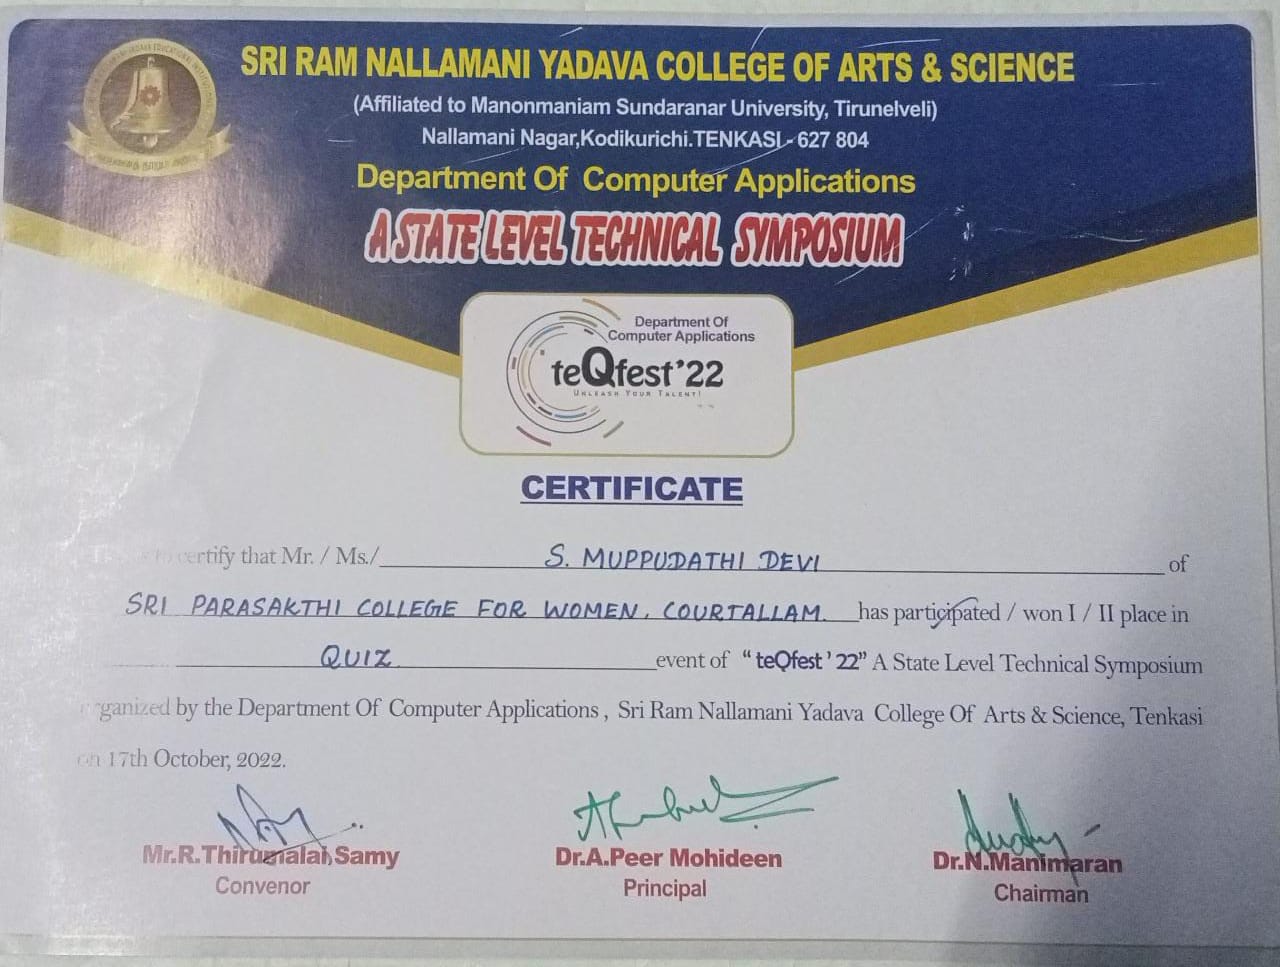 SRI RAM NALLAMANI YADAVA COLLEGE OF ARTS & SCIENCE
(Affiliated to Manonmaniam Sundaranar University, Tirunelveli)
Nallamani Nagar,Kodikurichi.TENKASI - 627 804
Department Of Computer Applications
A STATE LEVEL TECHNICAL SYMPOSIUM
Department Of
Computer Applications
teQfest'22
UNLEASH YOUR TALENT!
CERTIFICATE
to certify that Mr. / Ms./ S. MUPPUDATHI DEVI of
SRI PARASAKTHI COLLEGE FOR WOMEN, COURTALLAM. has participated / won I / II place in
QUIZ event of "teQfest '22" A State Level Technical Symposium
organized by the Department Of Computer Applications , Sri Ram Nallamani Yadava College Of Arts & Science, Tenkasi
on 17th October, 2022.
Mr.R.Thirumalai Samy
Convenor
Dr.A.Peer Mohideen
Principal
Dr.N.Manimaran
Chairman